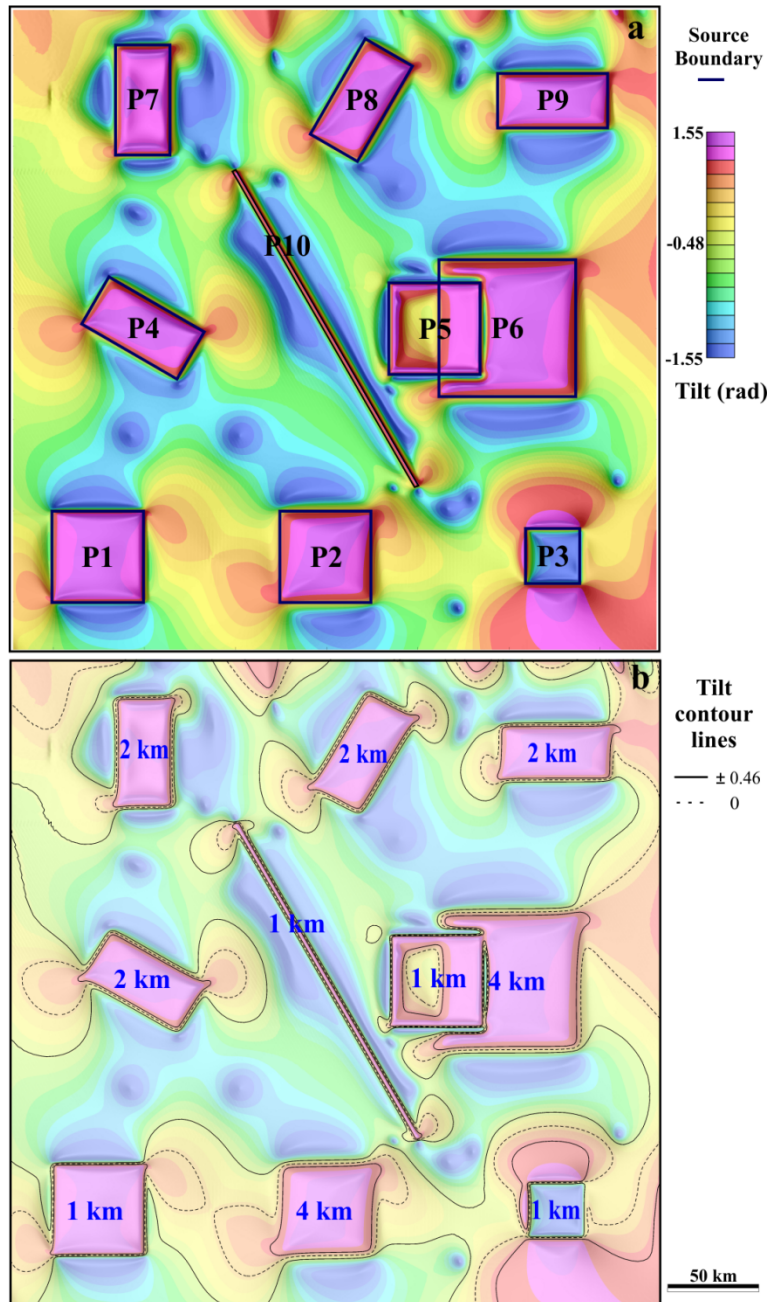 a
Source
Boundary
P7
P8
P9
1.55
-0.48
-1.55
Tilt (rad)
P10
P4
P5
P6
P1
P2
P3
b
Tilt
contour
lines
± 0.46
0
2 km
2 km
2 km
1 km
2 km
1 km
4 km
1 km
4 km
1 km
50 km